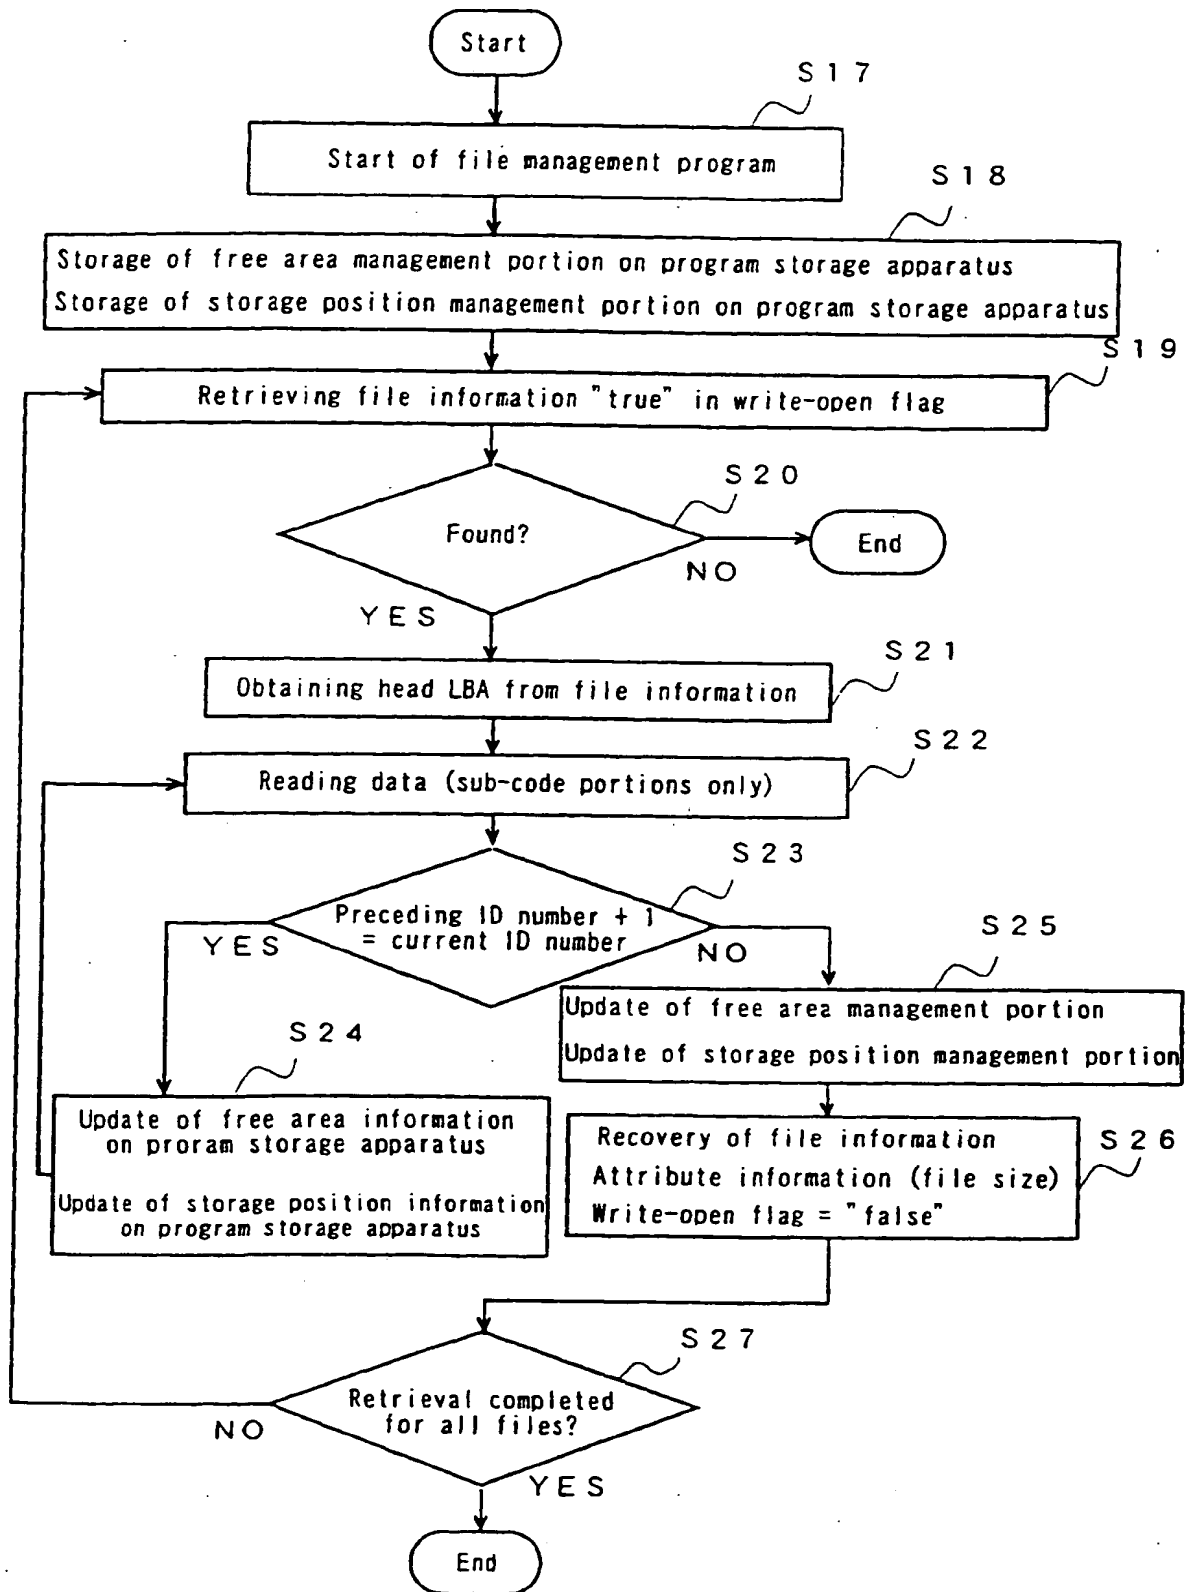 Start
S17
Start of file management program
S18
Storage of free area management portion on program storage apparatus
Storage of storage position management portion on program storage apparatus
S19
Retrieving file information "true" in write-open flag
S20
Found?
End
NO
YES
S21
Obtaining head LBA from file information
S22
Reading data (sub-code portions only)
S23
Preceding ID number + 1
= current ID number
YES
NO
S25
Update of free area management portion
Update of storage position management portion
S24
Update of free area information
on proram storage apparatus
Update of storage position information
on program storage apparatus
S26
Recovery of file information
Attribute information (file size)
Write-open flag = "false"
S27
Retrieval completed
for all files?
NO
YES
End